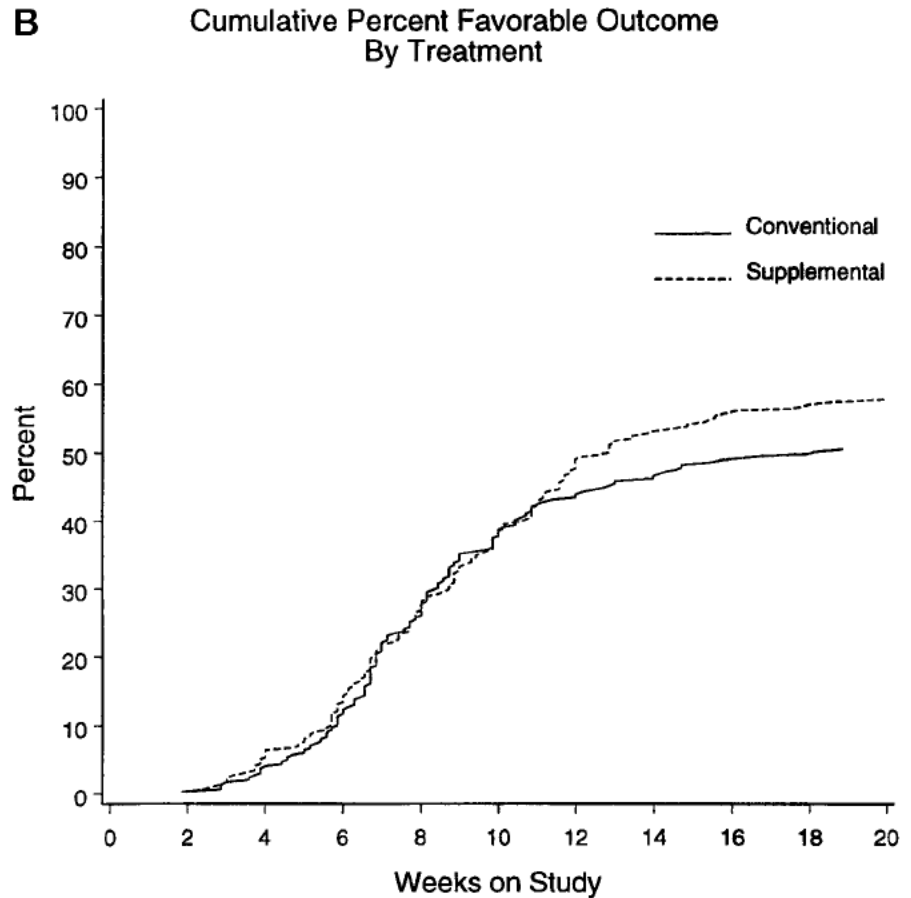 B
Cumulative Percent Favorable Outcome
By Treatment
100
90
80
70
60
50
40
30
20
10
0
Percent
Conventional
Supplemental
0 2 4 6 8 10 12 14 16 18 20
Weeks on Study